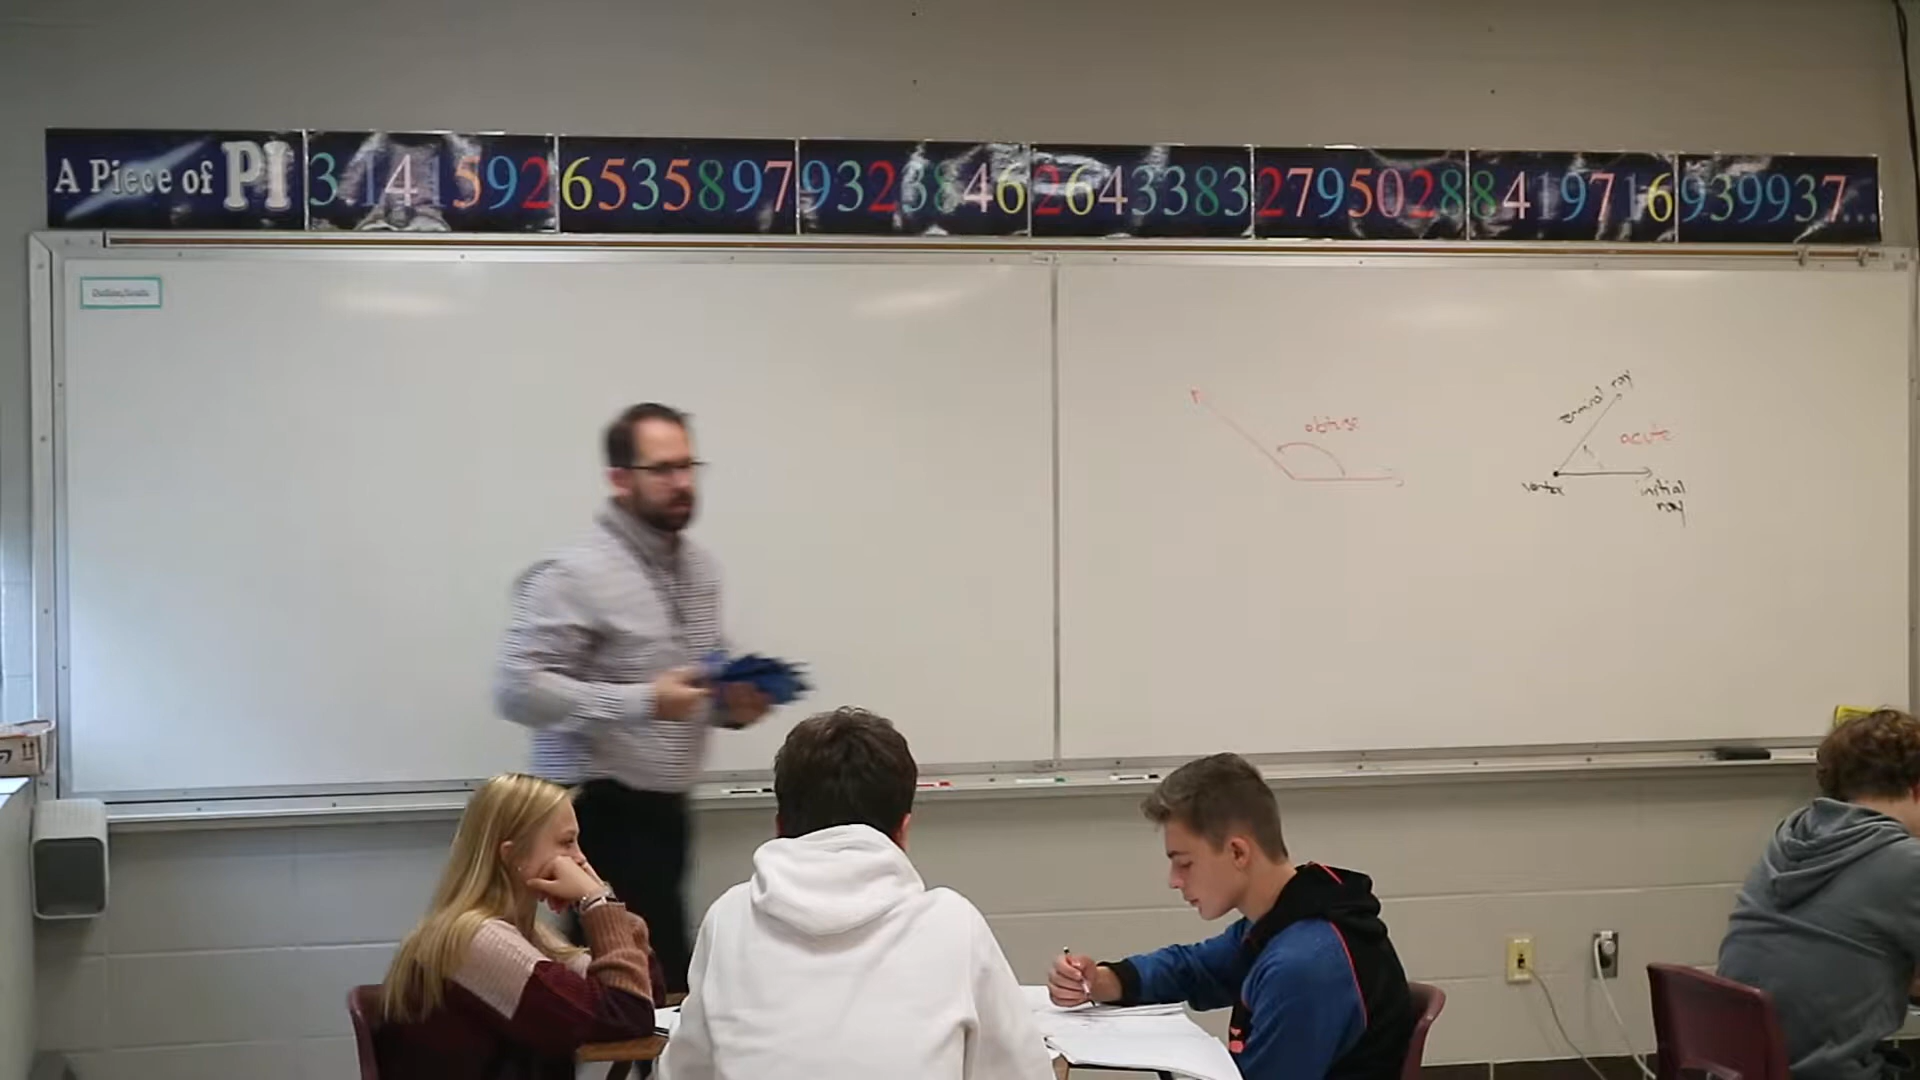 A Piece of PI 3.14159265358979323846264338327950288419716939937...
obtuse
terminal ray
acute
vertex
initial
ray